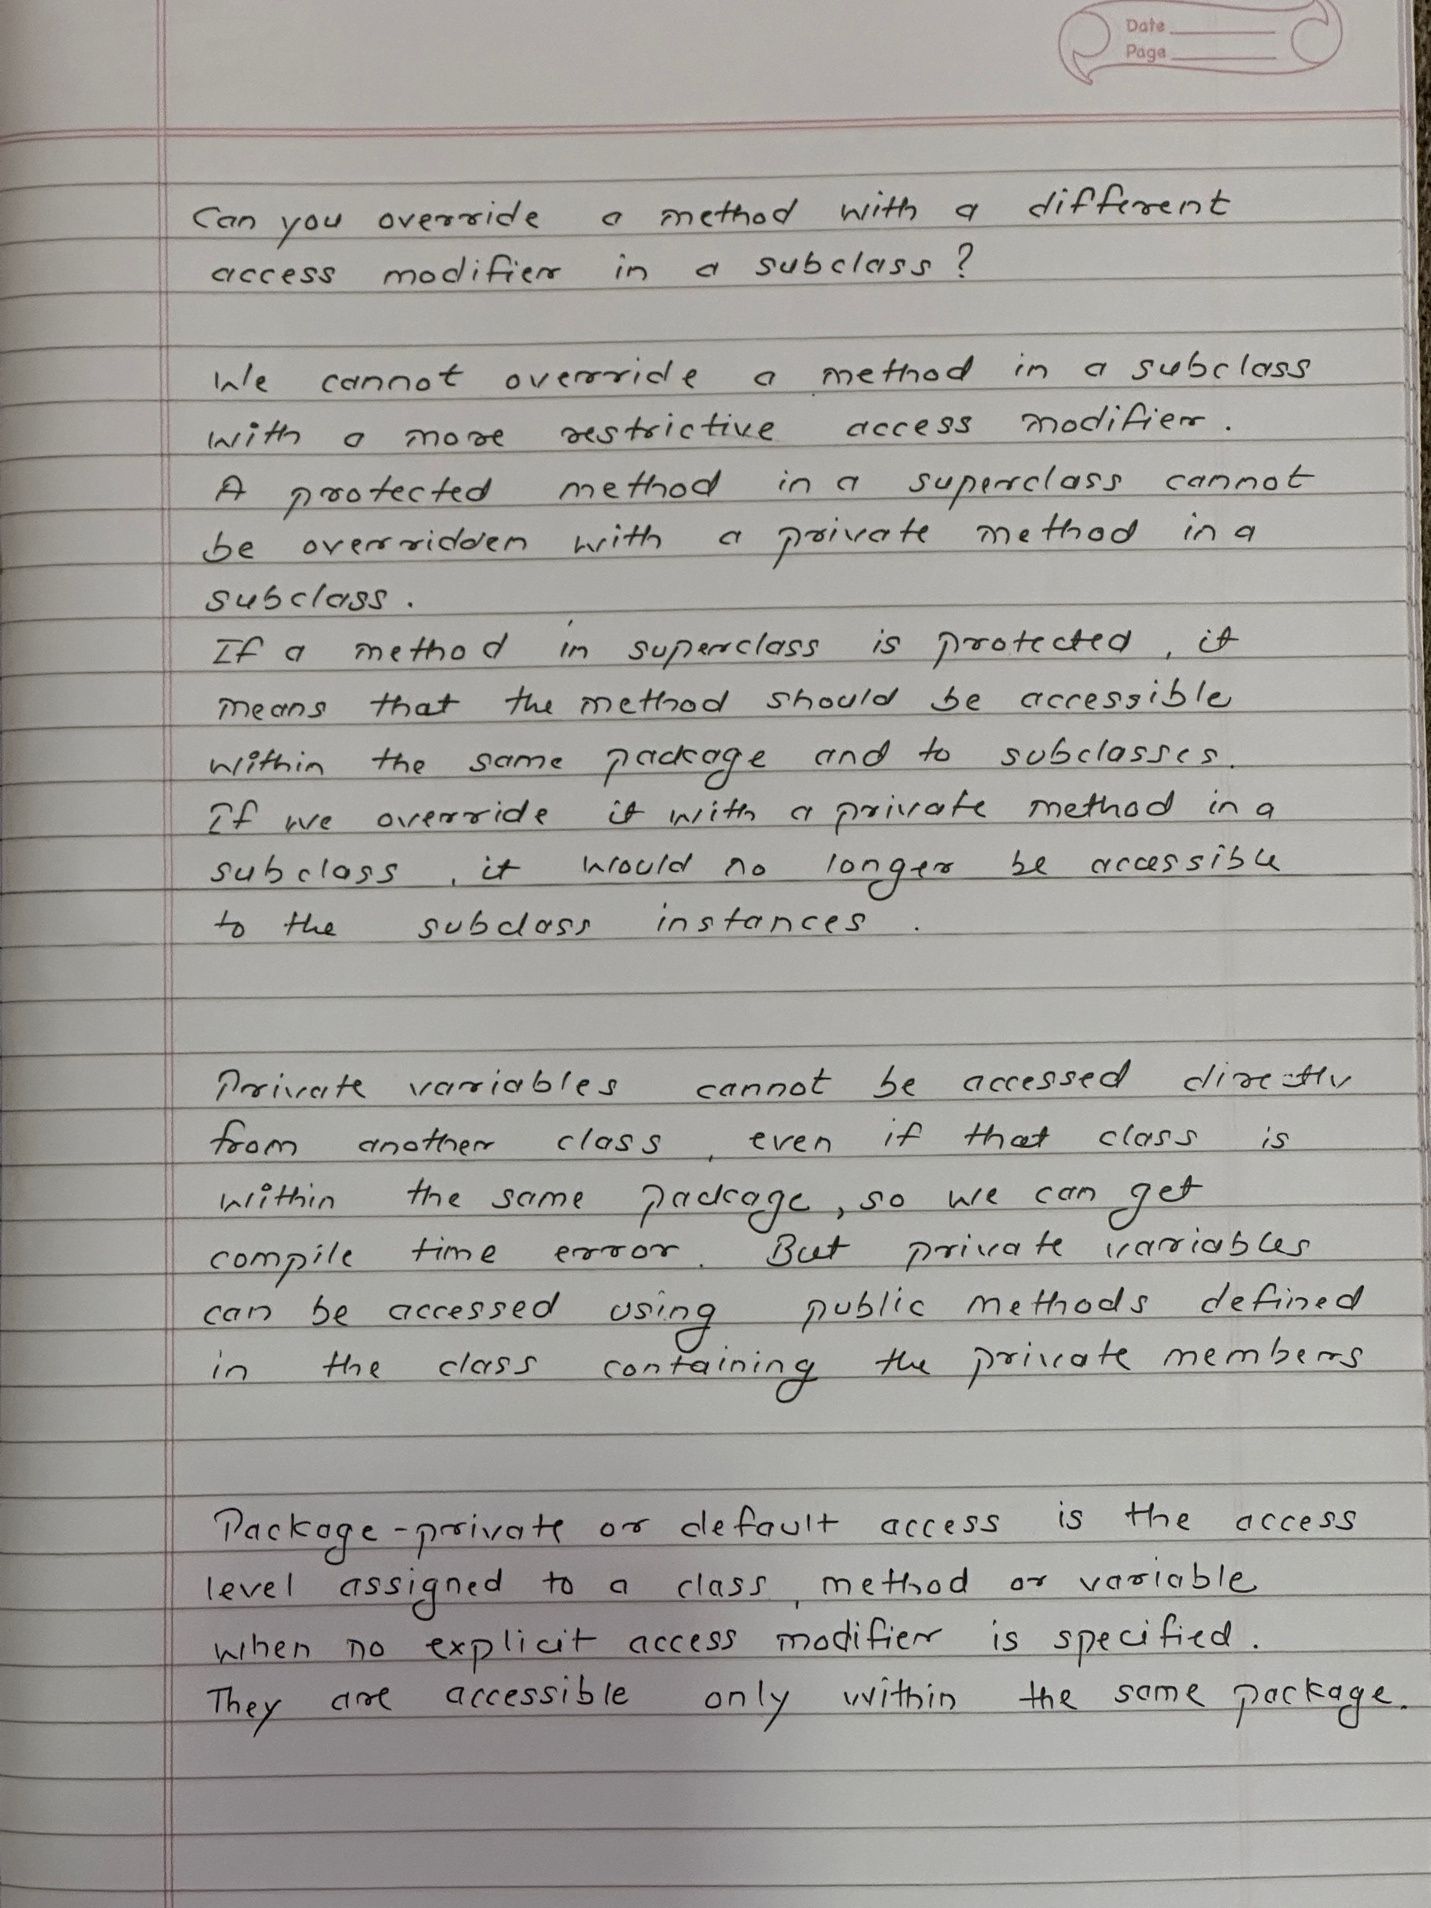 Date
Page
Can you override a method with a different
access modifier in a subclass?
We cannot override a method in a subclass
with a more restrictive access modifier.
A protected method in a superclass cannot
be overridden with a private method in a
subclass.
If a method in superclass is protected, it
means that the method should be accessible
within the same package and to subclasses.
If we override it with a private method in a
subclass, it would no longer be accessible
to the subclass instances.
Private variables cannot be accessed directly
from another class, even if that class is
within the same package, so we can get
compile time error. But private variables
can be accessed using public methods defined
in the class containing the private members
Package-private or default access is the access
level assigned to a class, method or variable
when no explicit access modifier is specified.
They are accessible only within the same package.